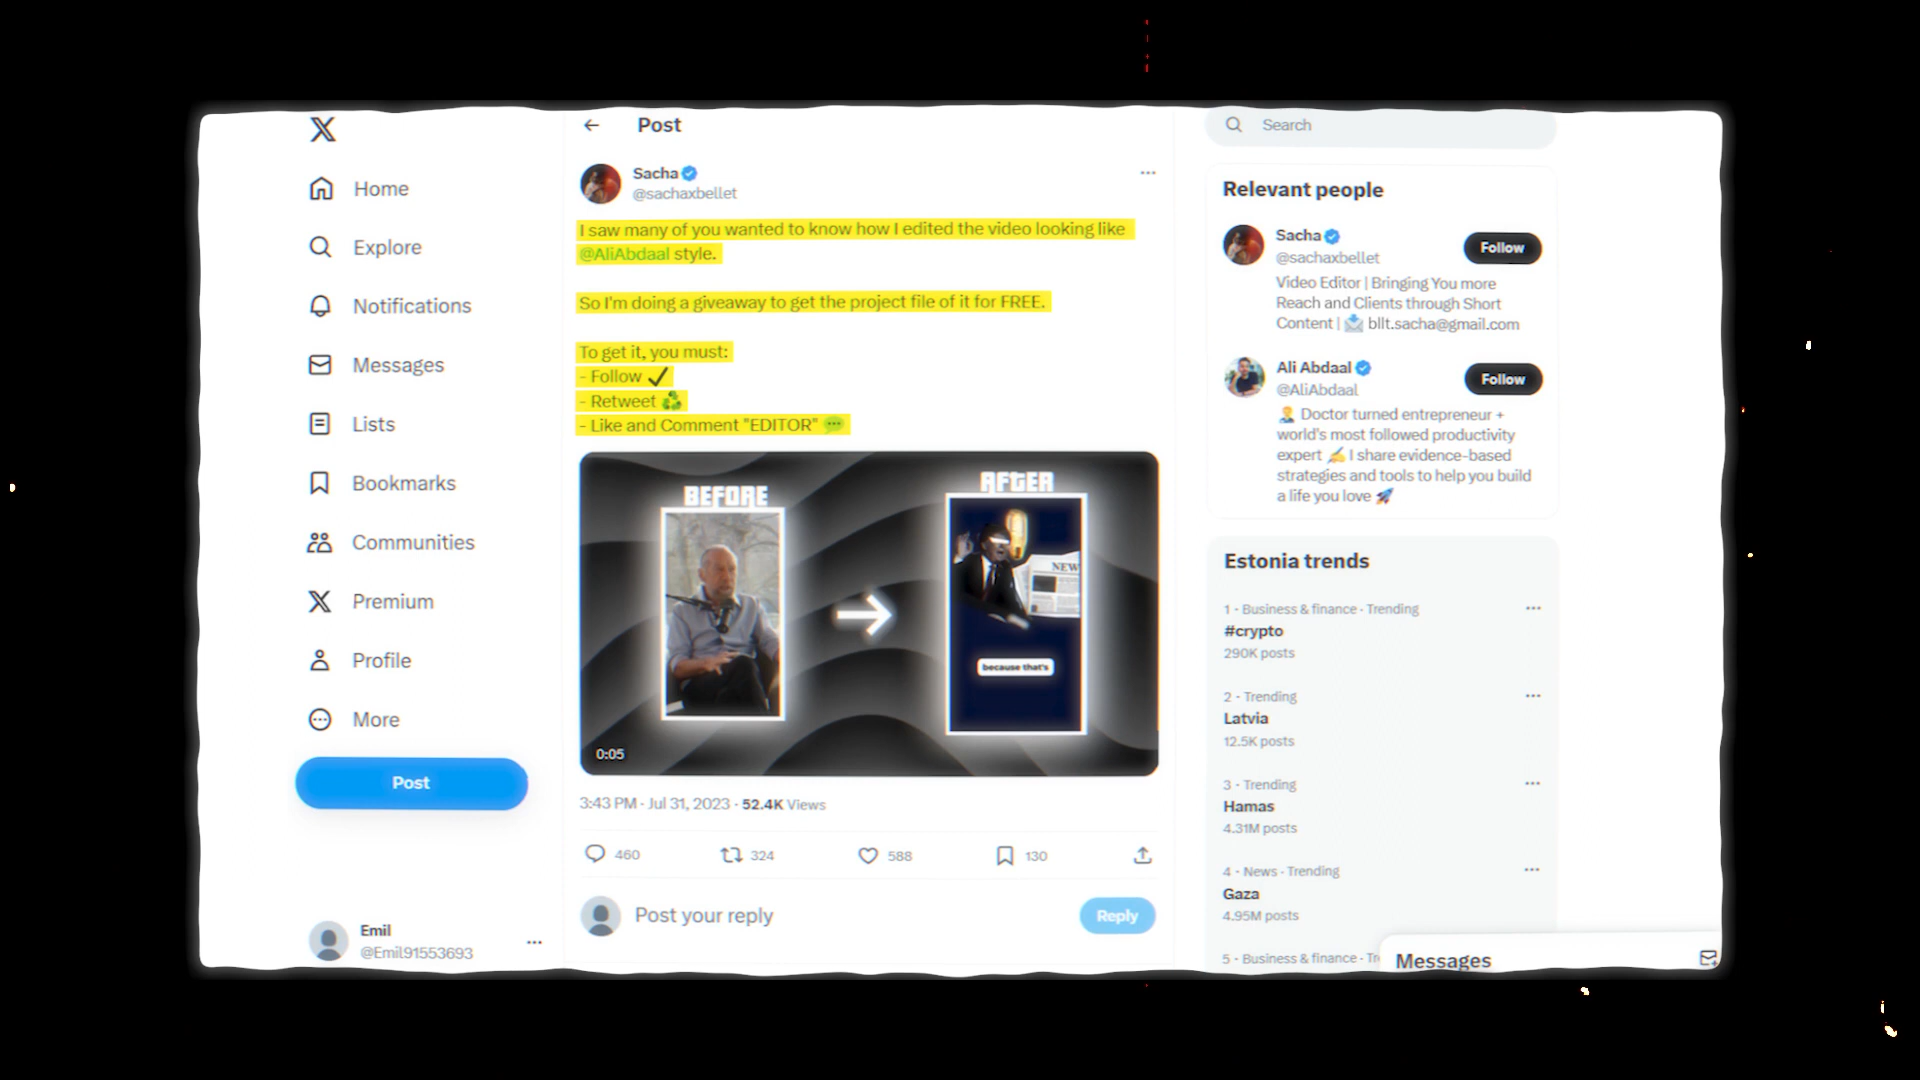 Home
Explore
Notifications
Messages
Lists
Bookmarks
Communities
Premium
Profile
More
Post
Emil
@Emil91553693
Post
Sacha
@sachaxbellet
I saw many of you wanted to know how I edited the video looking like
@AliAbdaal style.
So I'm doing a giveaway to get the project file of it for FREE.
To get it, you must:
- Follow ✔
- Retweet ♻
- Like and Comment "EDITOR" 💬
BEFORE
AFTER
NEW
because that's
0:05
3:43 PM · Jul 31, 2023 · 52.4K Views
460
324
588
130
Post your reply
Reply
Search
Relevant people
Sacha
@sachaxbellet
Follow
Video Editor | Bringing You more
Reach and Clients through Short
Content | 📩 bllt.sacha@gmail.com
Ali Abdaal
@AliAbdaal
Follow
👨‍⚕️ Doctor turned entrepreneur +
world's most followed productivity
expert ✍️ I share evidence-based
strategies and tools to help you build
a life you love 🚀
Estonia trends
1 · Business & finance · Trending
#crypto
290K posts
2 · Trending
Latvia
12.5K posts
3 · Trending
Hamas
4.31M posts
4 · News · Trending
Gaza
4.95M posts
5 · Business & finance · Tr
Messages